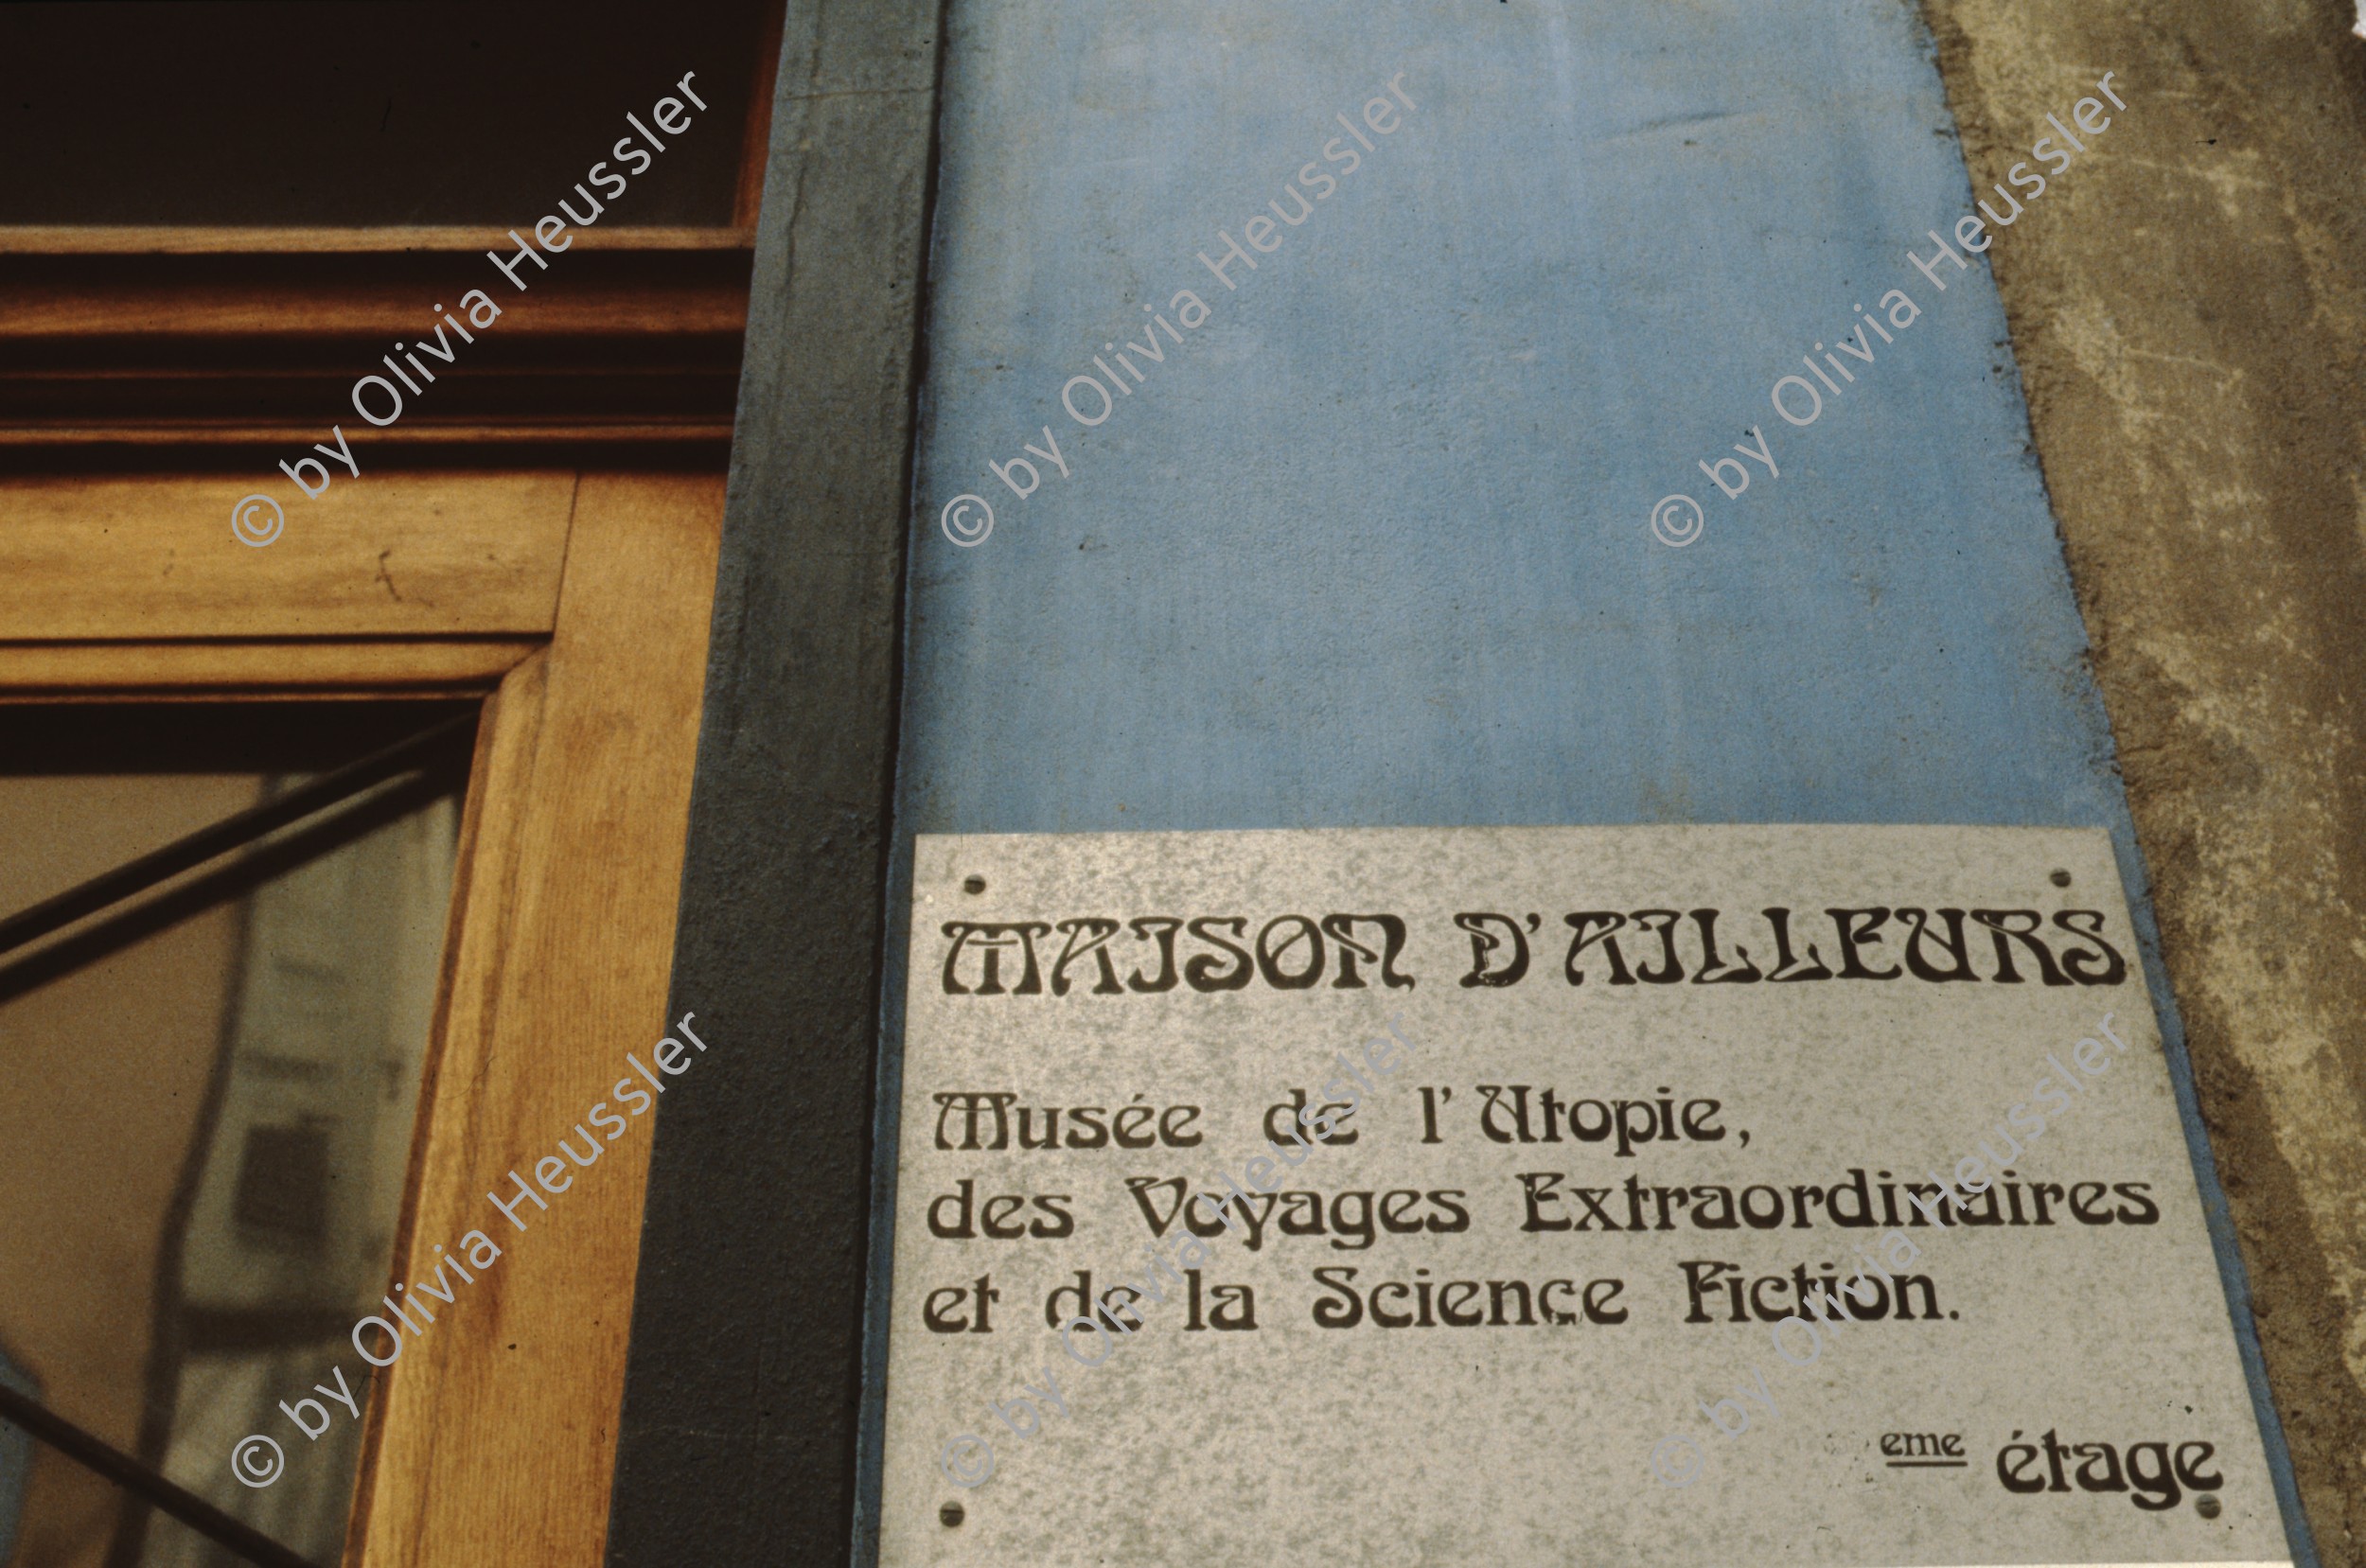 MAISON D'AILLEURS
Musée de l'Utopie,
des Voyages Extraordinaires
et de la Science Fiction.
eme étage
© by Olivia Heussler
© by Olivia Heussler
© by Olivia Heussler
© by Olivia Heussler
© by Olivia Heussler
© by Olivia Heussler